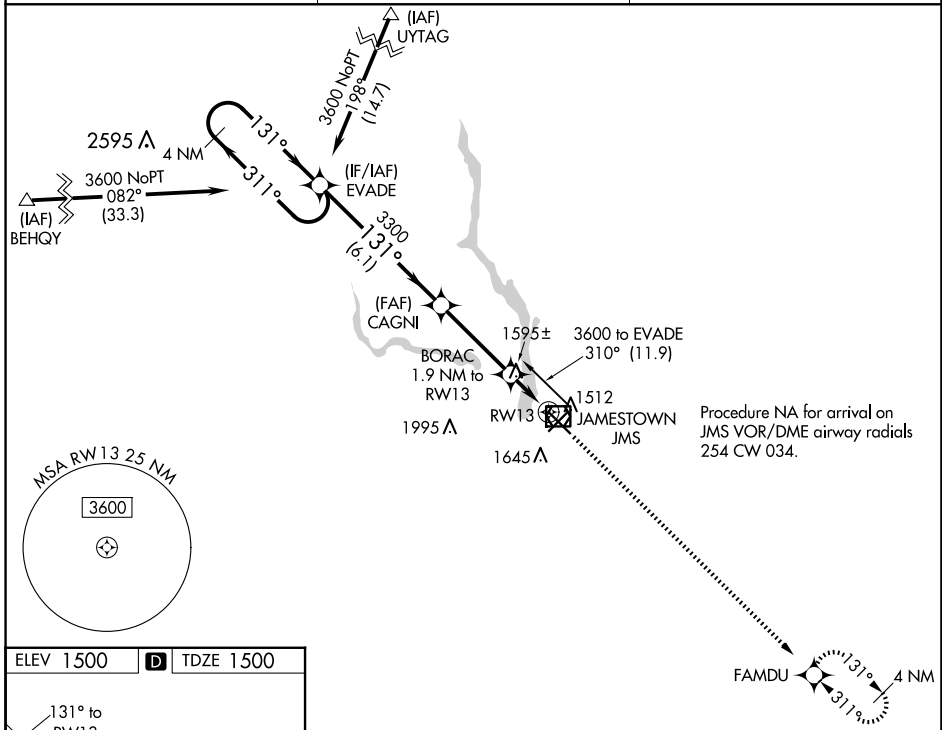 (IAF)
UYTAG
3600 NoPT
198°
(14.7)
2595
4 NM
131°
311°
(IF/IAF)
EVADE
3600 NoPT
082°
(33.3)
(IAF)
BEHQY
3300
131°
(6.1)
(FAF)
CAGNI
1595±
3600 to EVADE
310° (11.9)
BORAC
1.9 NM to
RW13
1512
RW13
JAMESTOWN
JMS
1995
1645
Procedure NA for arrival on
JMS VOR/DME airway radials
254 CW 034.
MSA RW13 25 NM
3600
ELEV 1500 D TDZE 1500
131° to
RW13
FAMDU
131°
311°
4 NM